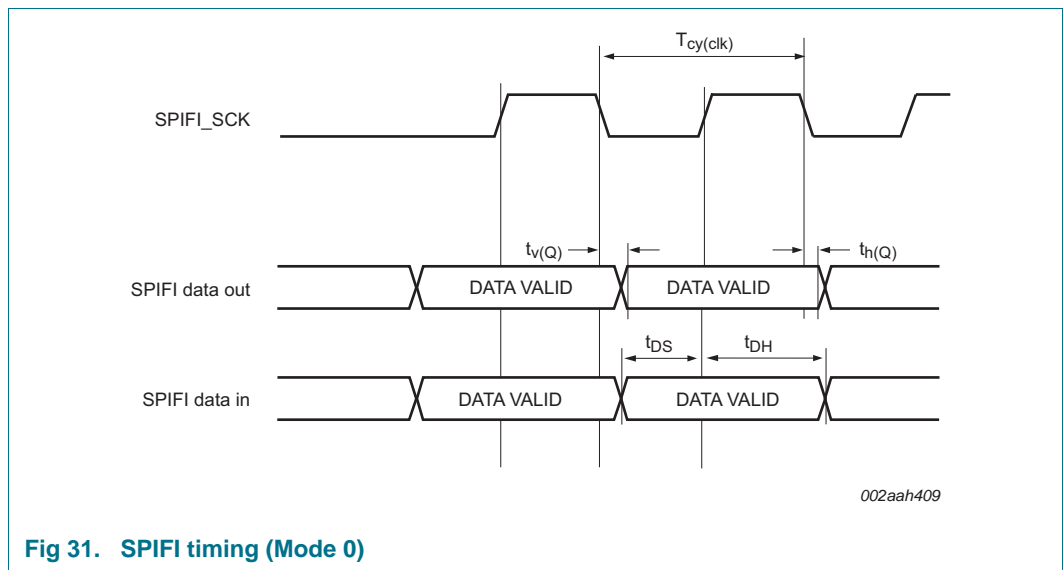 Tcy(clk)
SPIFI_SCK
tv(Q)
th(Q)
SPIFI data out
DATA VALID
DATA VALID
tDS
tDH
SPIFI data in
DATA VALID
DATA VALID
002aah409
Fig 31. SPIFI timing (Mode 0)